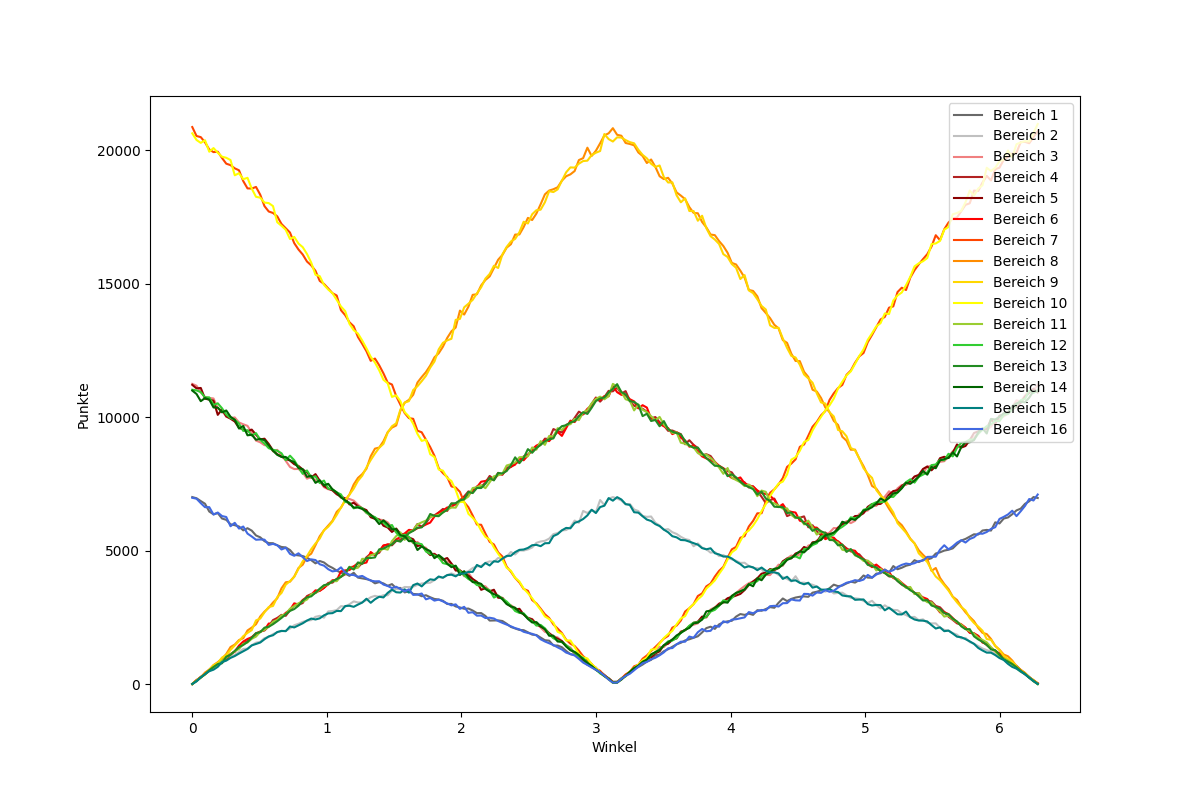 20000
15000
10000
5000
0
Punkte
0 1 2 3 4 5 6
Winkel
Bereich 1
Bereich 2
Bereich 3
Bereich 4
Bereich 5
Bereich 6
Bereich 7
Bereich 8
Bereich 9
Bereich 10
Bereich 11
Bereich 12
Bereich 13
Bereich 14
Bereich 15
Bereich 16